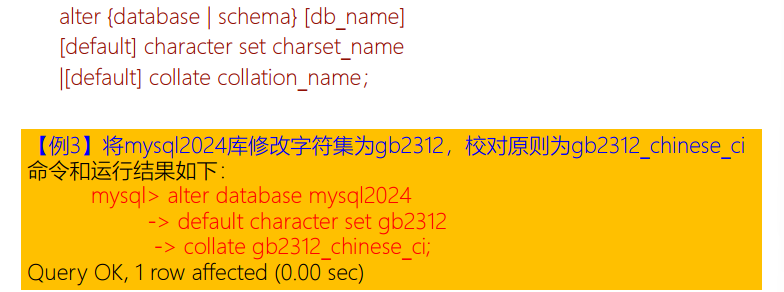 alter {database | schema} [db_name]
[default] character set charset_name
|[default] collate collation_name;
【例3】将mysql2024库修改字符集为gb2312，校对原则为gb2312_chinese_ci
命令和运行结果如下：
mysql> alter database mysql2024
-> default character set gb2312
-> collate gb2312_chinese_ci;
Query OK, 1 row affected (0.00 sec)